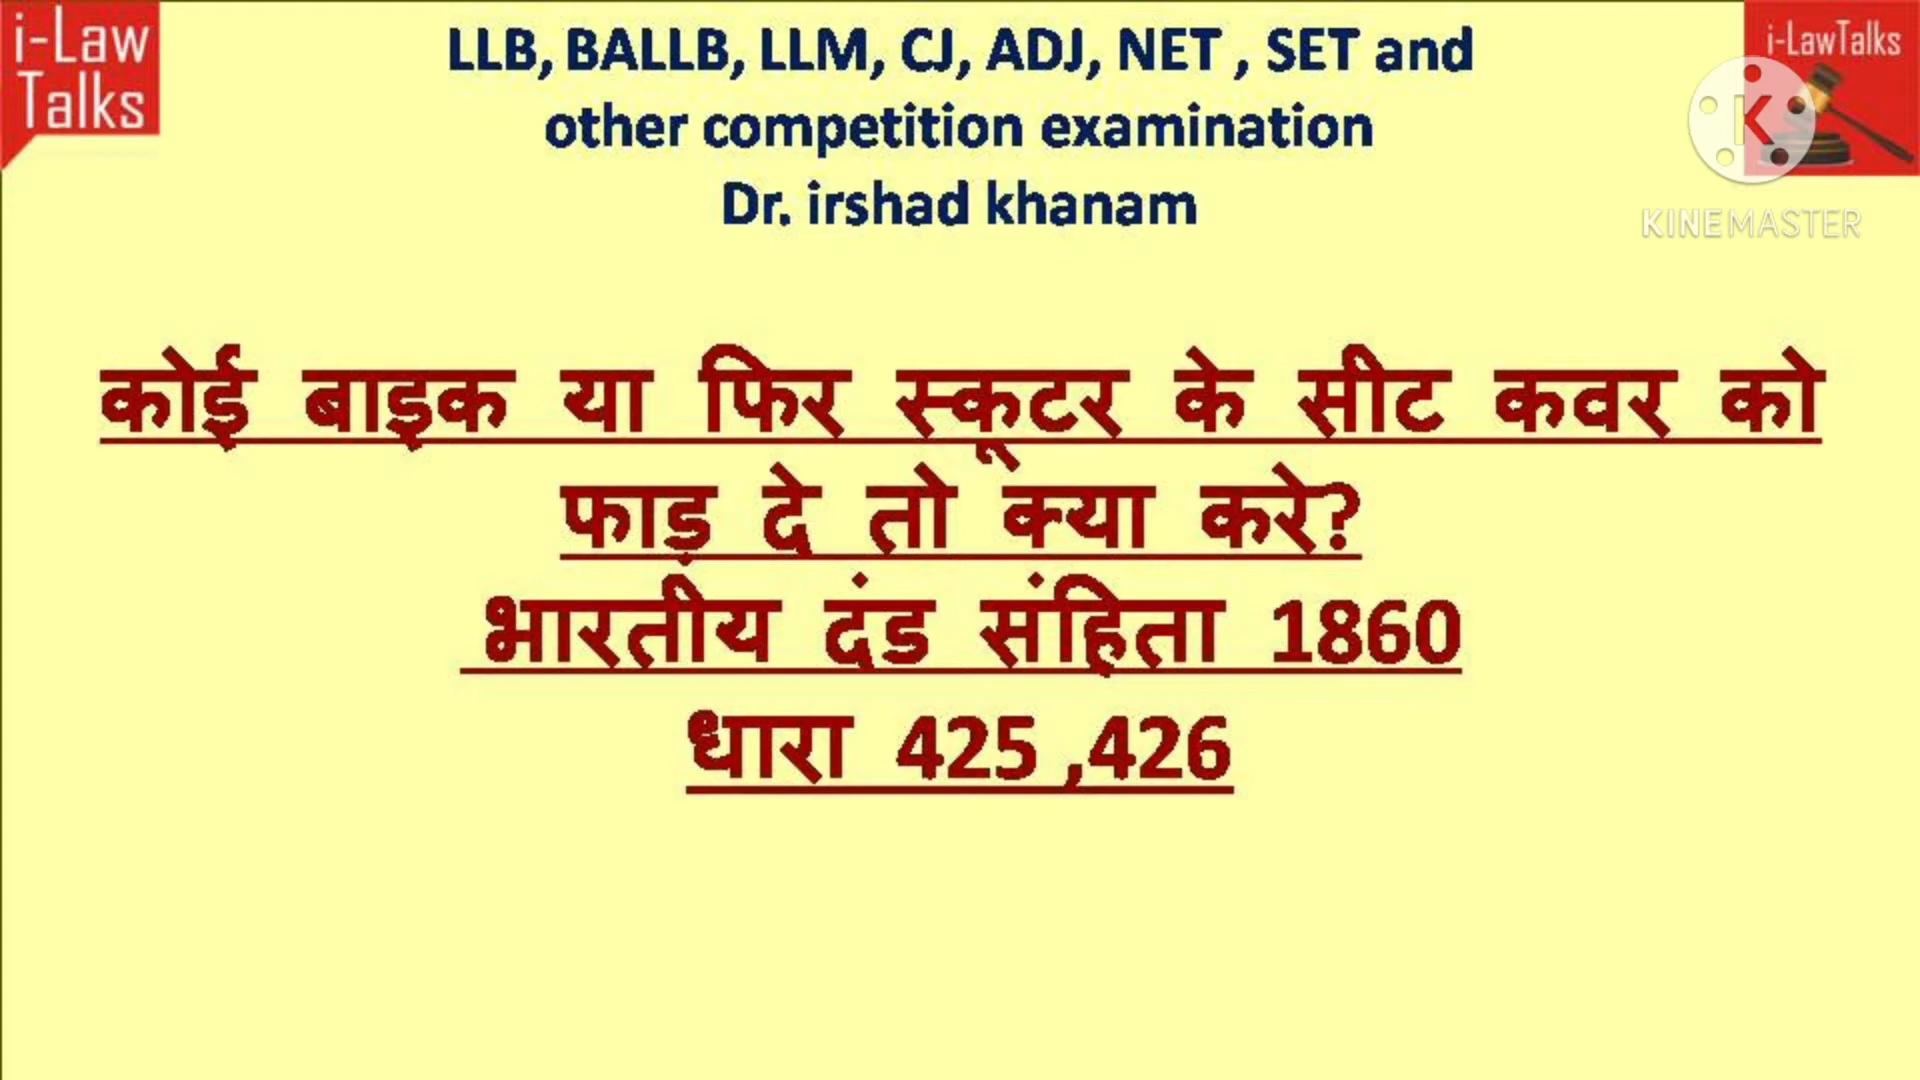 i-Law
Talks
i-LawTalks
LLB, BALLB, LLM, CJ, ADJ, NET , SET and
other competition examination
Dr. irshad khanam
K
KINEMASTER
कोई बाइक या फिर स्कूटर के सीट कवर को
फाड़ दे तो क्या करे?
भारतीय दंड संहिता 1860
धारा 425 ,426